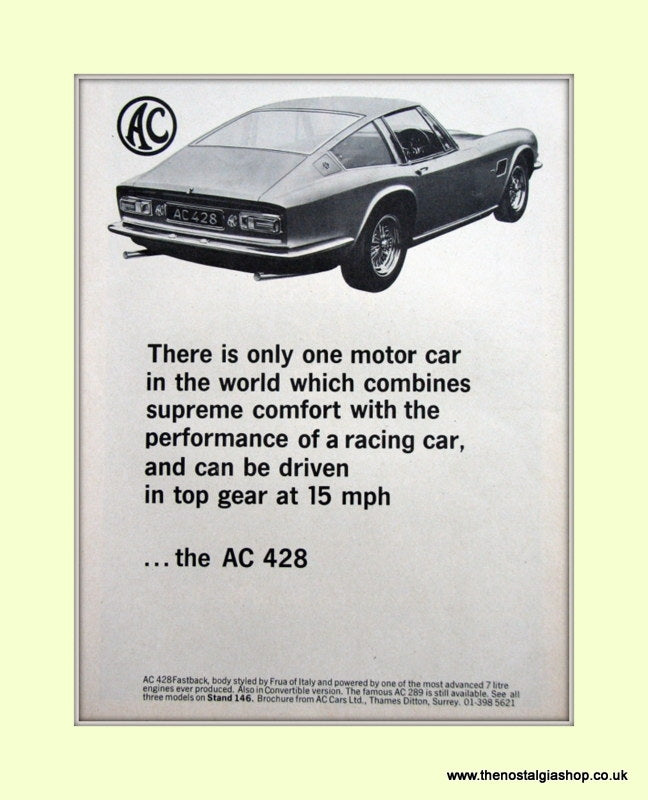 AC
AC 428
There is only one motor car
in the world which combines
supreme comfort with the
performance of a racing car,
and can be driven
in top gear at 15 mph
...the AC 428
AC 428 Fastback, body styled by Frua of Italy and powered by one of the most advanced 7 litre
engines ever produced. Also in Convertible version. The famous AC 289 is still available. See all
three models on Stand 146. Brochure from AC Cars Ltd., Thames Ditton, Surrey. 01-398 5621
www.thenostalgiashop.co.uk